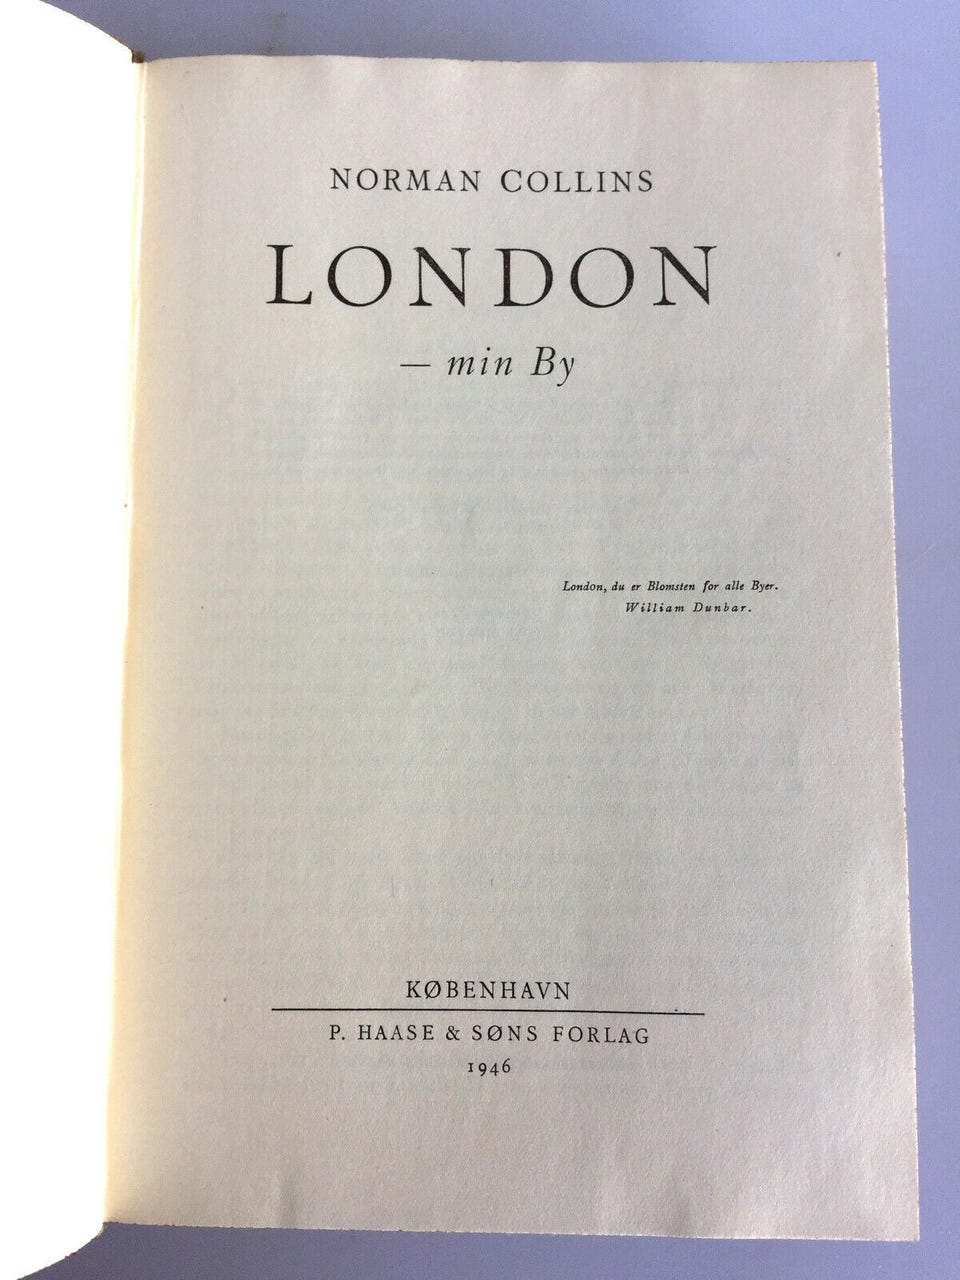 NORMAN COLLINS
LONDON
— min By
London, du er Blomsten for alle Byer.
William Dunbar.
KØBENHAVN
P. HAASE & SØNS FORLAG
1946